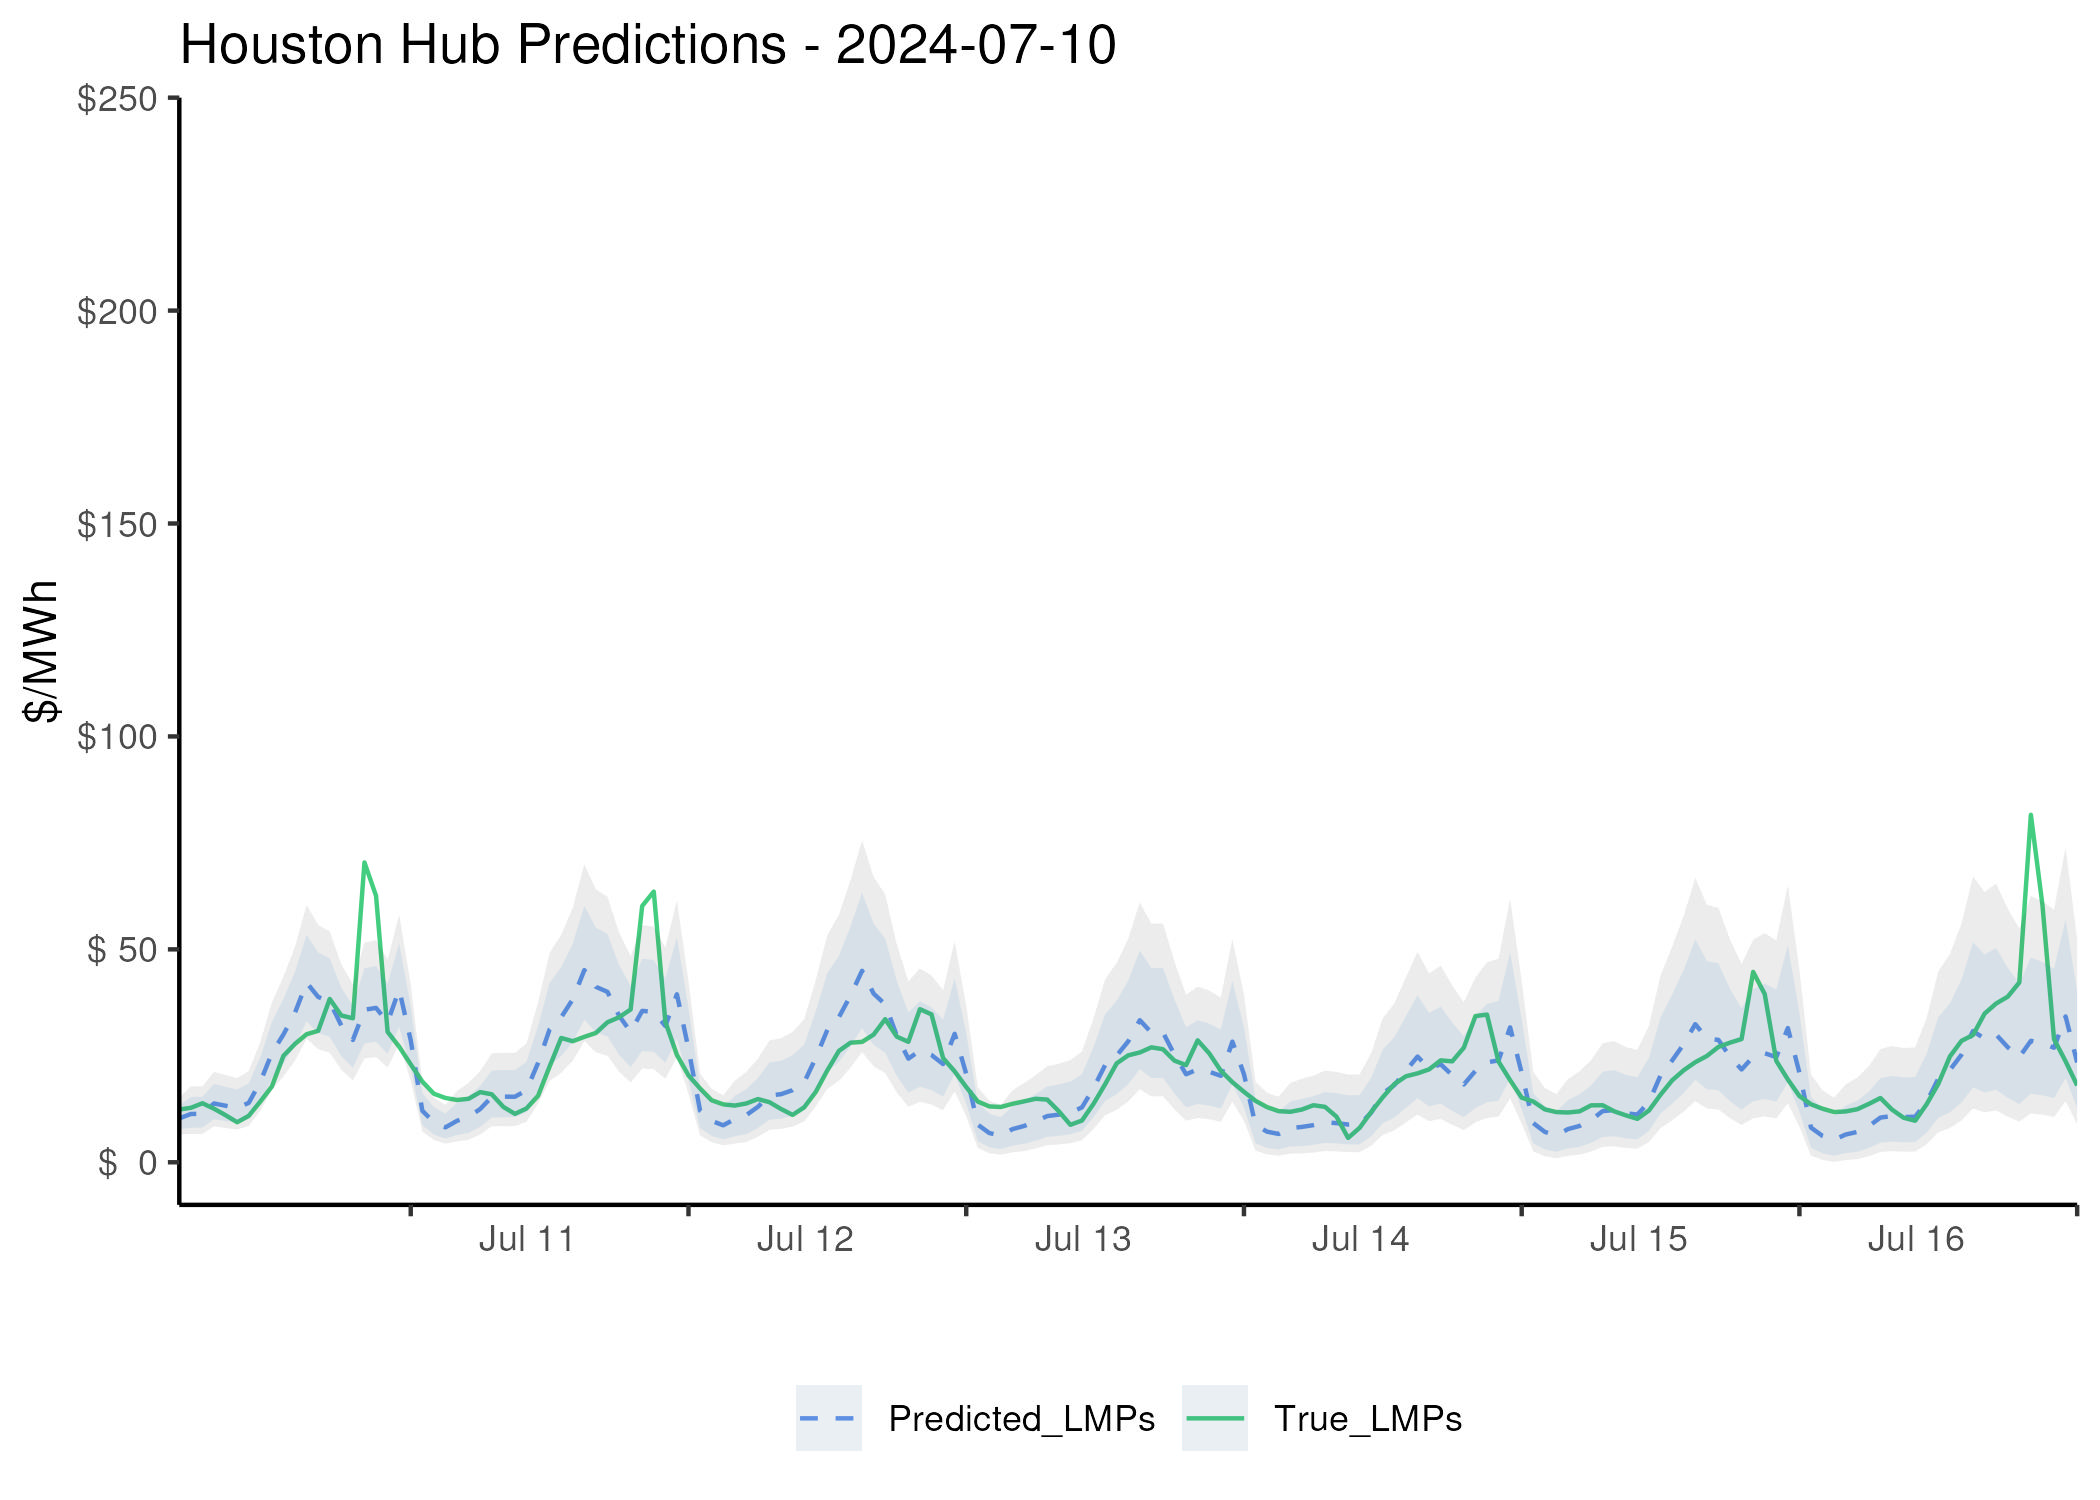 Houston Hub Predictions - 2024-07-10
$250
$200
$150
$100
$ 50
$ 0
$/MWh
Jul 11 Jul 12 Jul 13 Jul 14 Jul 15 Jul 16
Predicted_LMPs True_LMPs